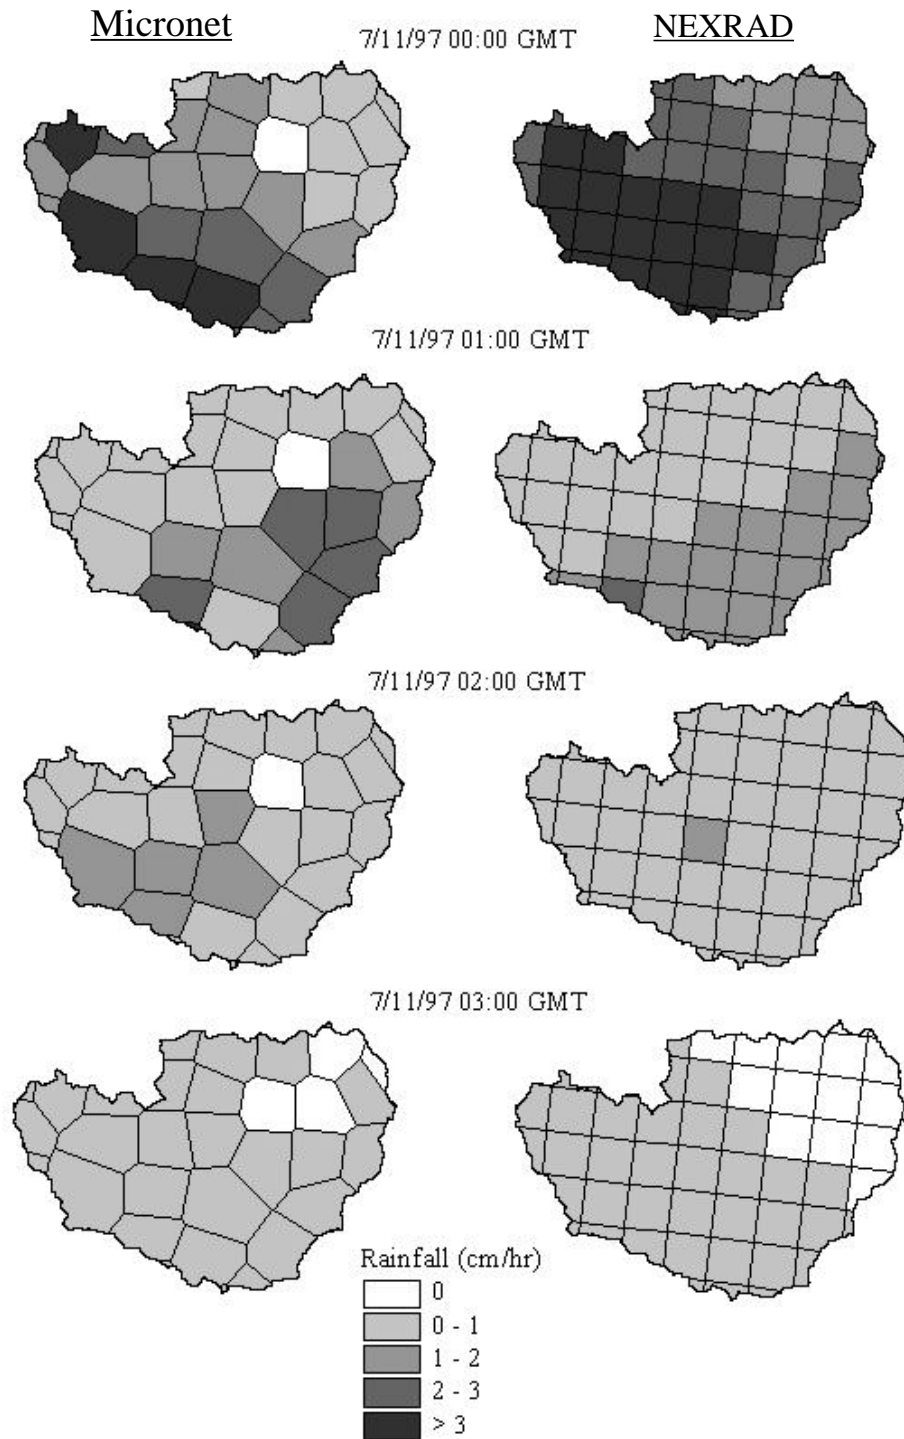 Micronet
NEXRAD
7/11/97 00:00 GMT
7/11/97 01:00 GMT
7/11/97 02:00 GMT
7/11/97 03:00 GMT
Rainfall (cm/hr)
0
0 - 1
1 - 2
2 - 3
> 3